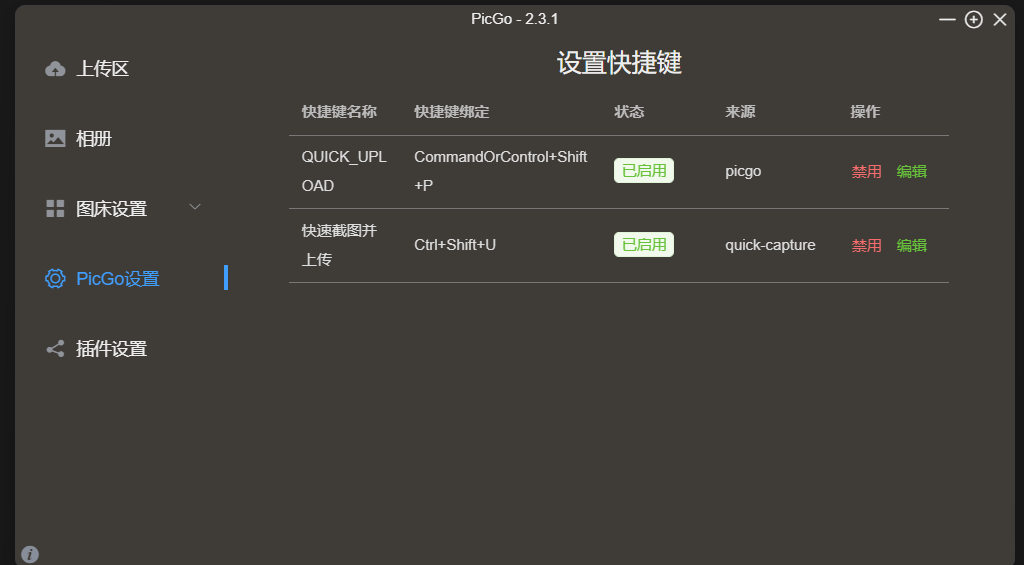 PicGo - 2.3.1
上传区
相册
图床设置
PicGo设置
插件设置
设置快捷键
快捷键名称 快捷键绑定 状态 来源 操作
QUICK_UPL
OAD
CommandOrControl+Shift
+P
已启用
picgo
禁用 编辑
快速截图并
上传
Ctrl+Shift+U
已启用
quick-capture
禁用 编辑